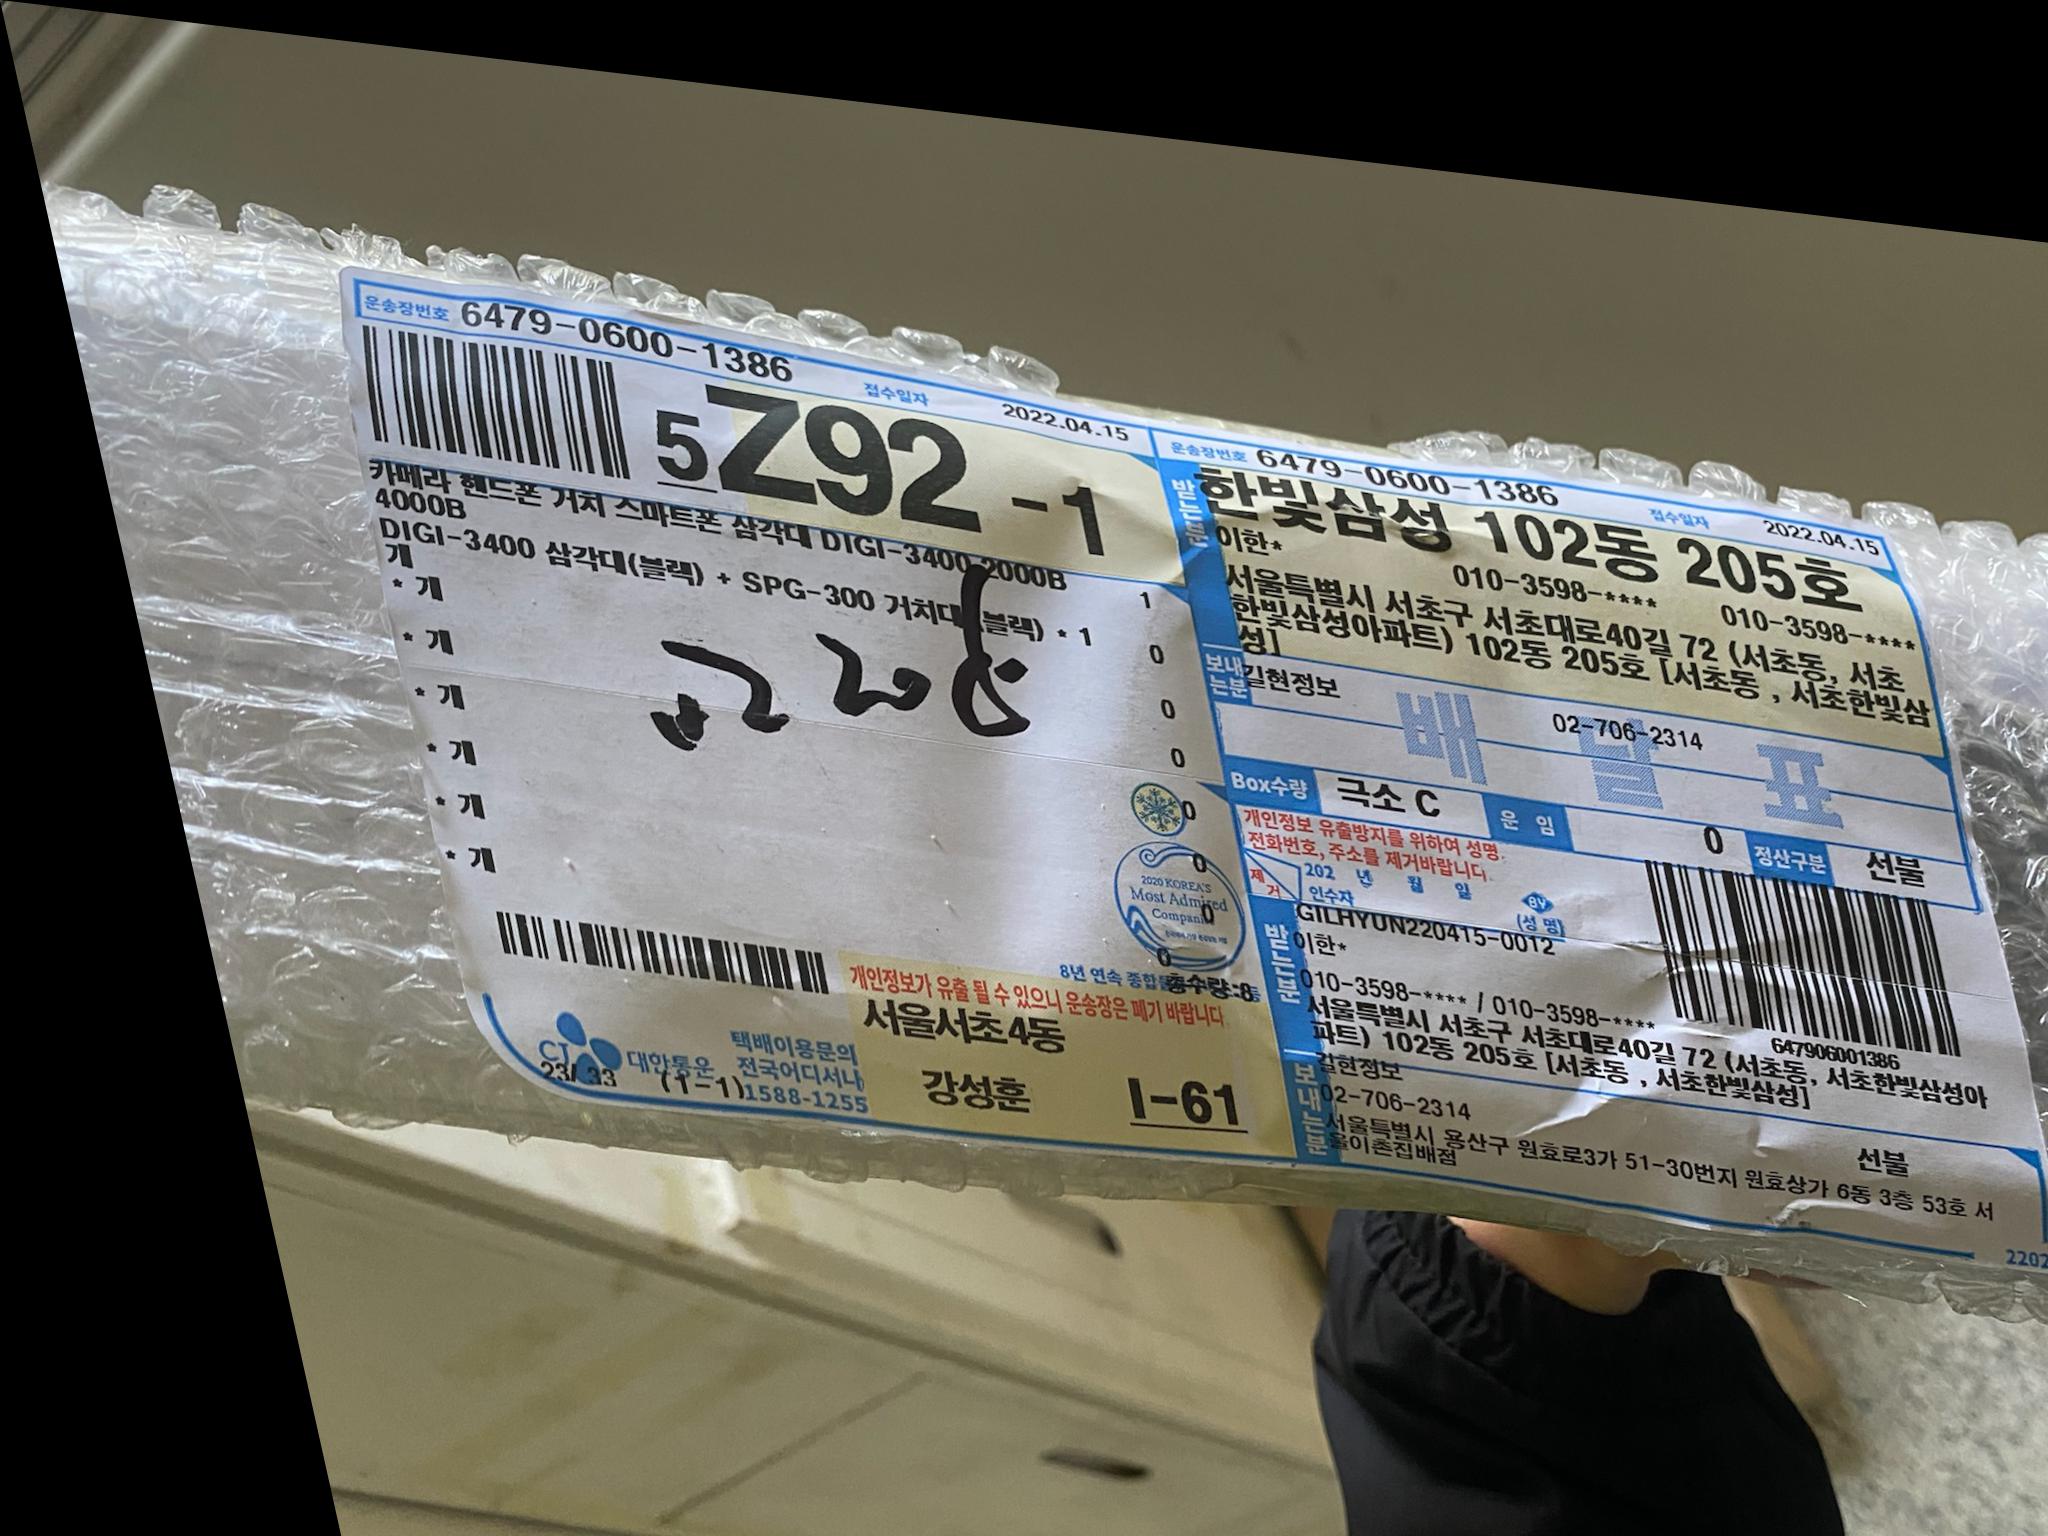 운송장번호 6479-0600-1386
접수일자 2022.04.15
5Z92 -1
카메라 핸드폰 거치 스마트폰 삼각대 DIGI-3400 2000B
4000B 1
DIGI-3400 삼각대(블랙) + SPG-300 거치대(블랙) * 1
개
* 개 0
* 개 0
* 개 0
* 개 0
* 개 0
* 개 0
0
2020 KOREA'S
Most Admired
8년 연속 총수량:8
개인정보가 유출 될 수 있으니 운송장은 폐기 바랍니다
서울서초4동
강성훈 I-61
CJ 대한통운
(1-1)
택배이용문의
전국어디서나
1588-1255
운송장번호 6479-0600-1386
접수일자 2022.04.15
받는분
한빛삼성 102동 205호
이한* 010-3598-**** 010-3598-****
서울특별시 서초구 서초대로40길 72 (서초동, 서초
한빛삼성아파트) 102동 205호 [서초동 , 서초한빛삼
성]
보내는분
길현정보 02-706-2314
배달표
Box수량 극소 C 운 임 0 정산구분 선불
개인정보 유출방지를 위하여 성명,
전화번호, 주소를 제거바랍니다.
제거
202 년 월 일
인수자 (성 명)
GILHYUN220415-0012
받는분
이한*
010-3598-**** / 010-3598-****
서울특별시 서초구 서초대로40길 72 (서초동, 서초한빛삼성아
파트) 102동 205호 [서초동 , 서초한빛삼성]
647906001386
보내는분
길현정보
02-706-2314 선불
서울특별시 용산구 원효로3가 51-30번지 원효상가 6동 3층 53호 서
울이촌집배점
2202